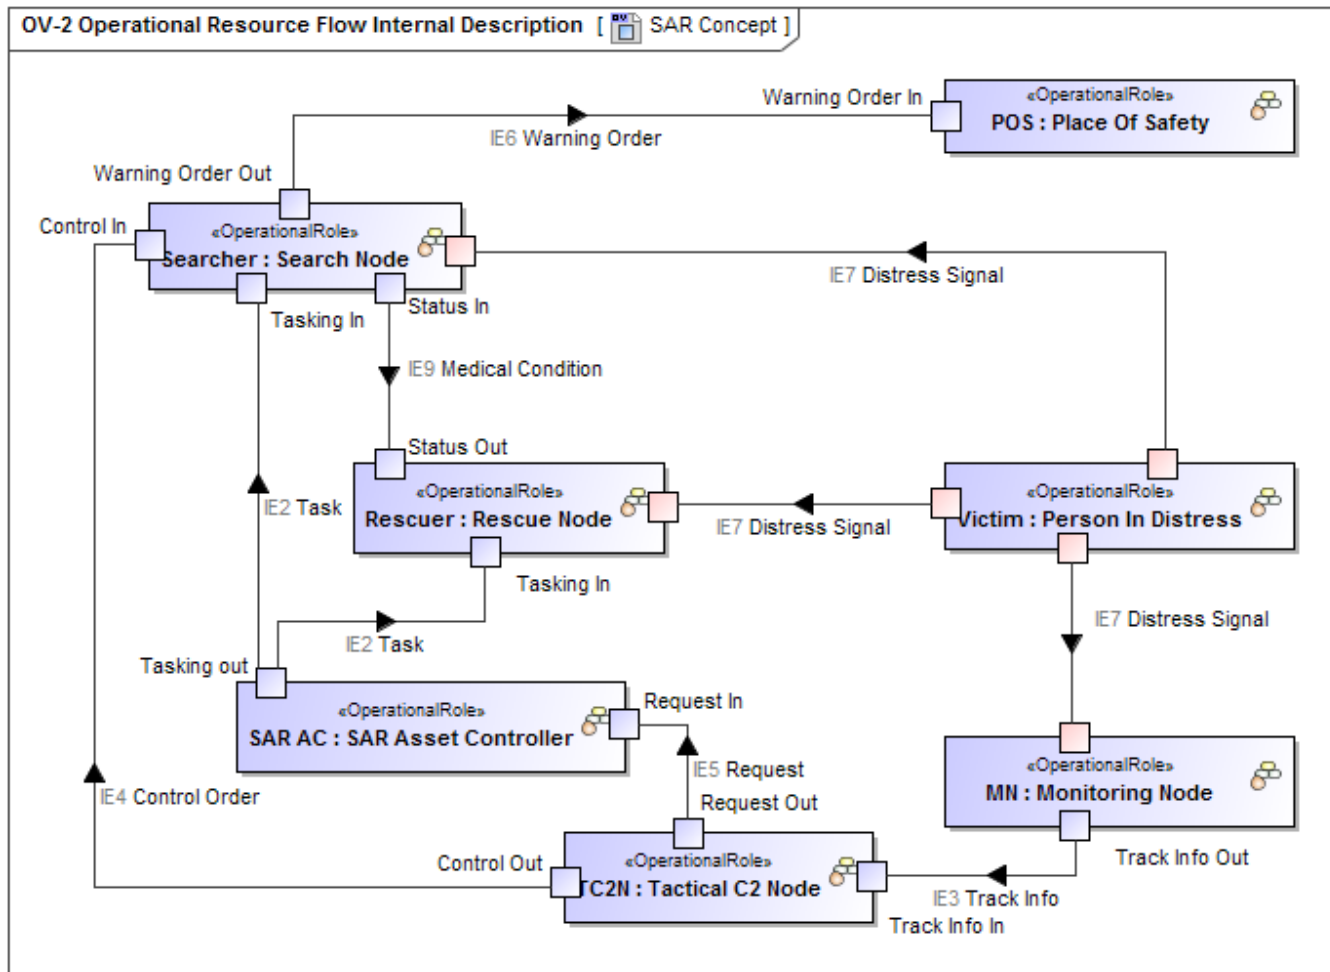 OV-2 Operational Resource Flow Internal Description [ OV SAR Concept ]
Warning Order In
«OperationalRole»
POS : Place Of Safety
IE6 Warning Order
Warning Order Out
Control In
«OperationalRole»
Searcher : Search Node
IE7 Distress Signal
Tasking In
Status In
IE9 Medical Condition
Status Out
«OperationalRole»
Rescuer : Rescue Node
IE7 Distress Signal
«OperationalRole»
Victim : Person In Distress
IE2 Task
Tasking In
IE2 Task
IE7 Distress Signal
Tasking out
«OperationalRole»
SAR AC : SAR Asset Controller
Request In
IE5 Request
Request Out
«OperationalRole»
MN : Monitoring Node
IE4 Control Order
Control Out
«OperationalRole»
TC2N : Tactical C2 Node
Track Info Out
IE3 Track Info
Track Info In